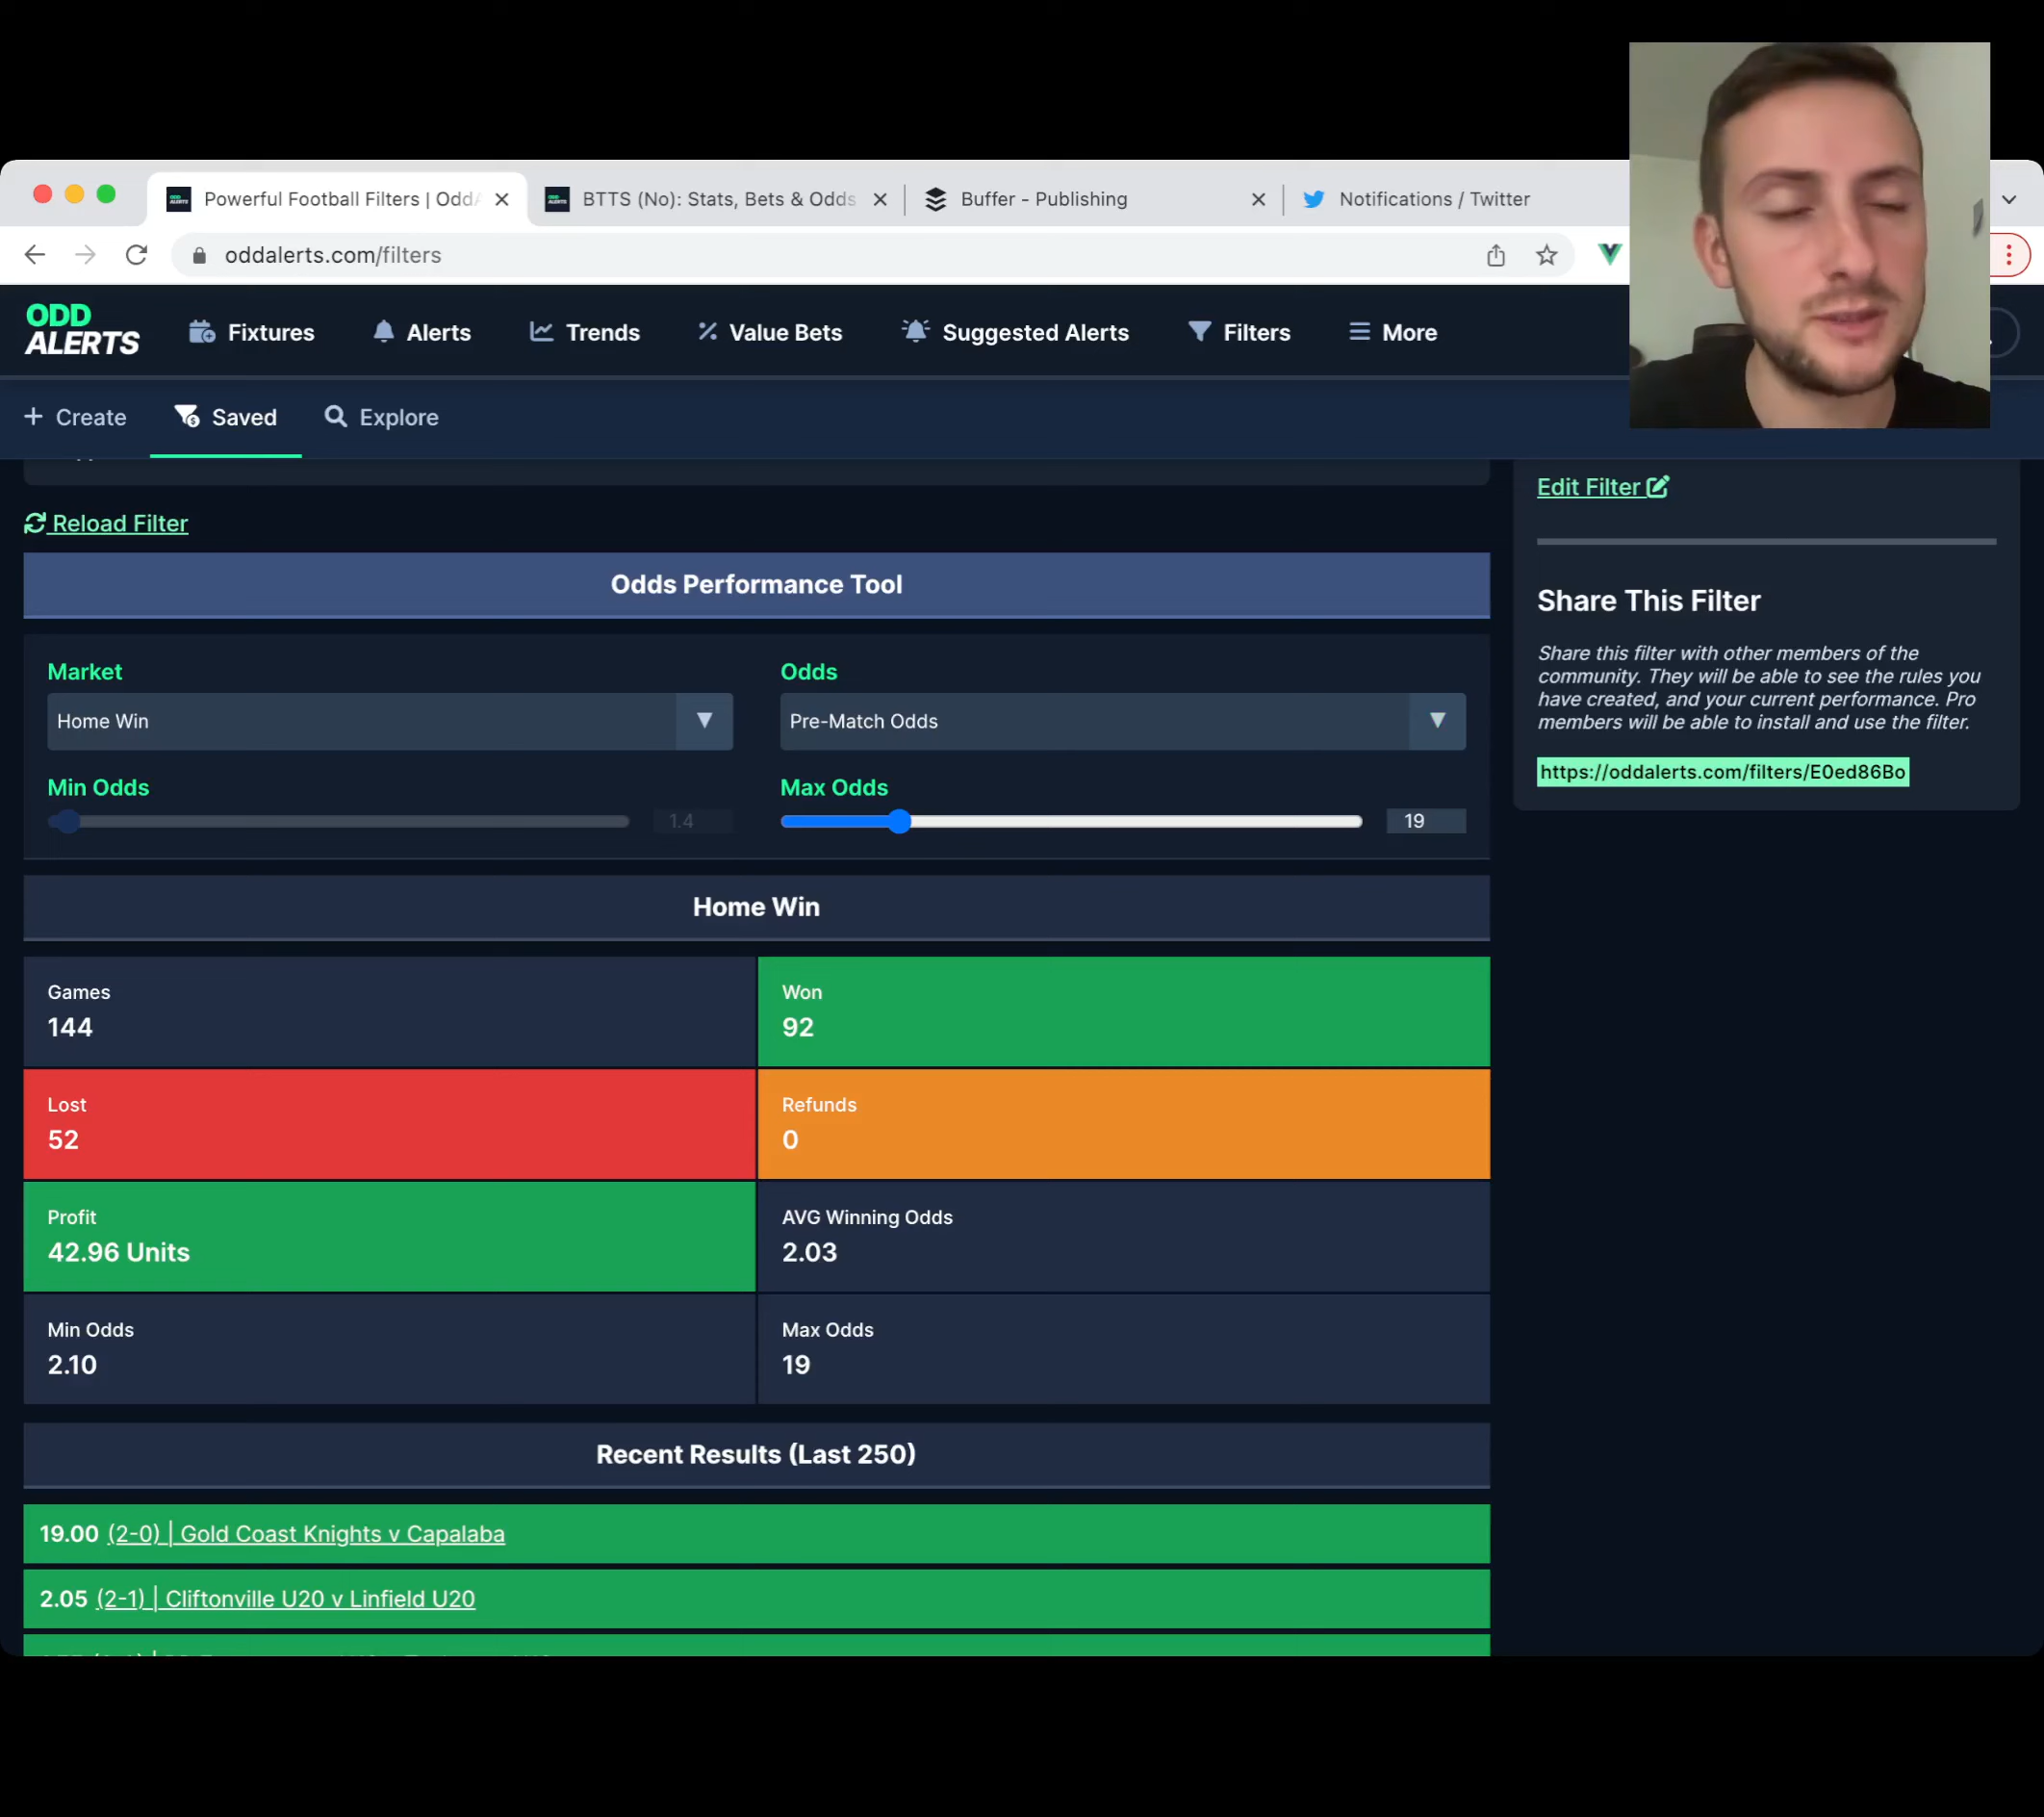 Powerful Football Filters | OddA
BTTS (No): Stats, Bets & Odds
Buffer - Publishing
Notifications / Twitter
oddalerts.com/filters
ODD
ALERTS
Fixtures
Alerts
Trends
Value Bets
Suggested Alerts
Filters
More
Create
Saved
Explore
Edit Filter
Reload Filter
Odds Performance Tool
Share This Filter
Share this filter with other members of the
community. They will be able to see the rules you
have created, and your current performance. Pro
members will be able to install and use the filter.
https://oddalerts.com/filters/E0ed86Bo
Market
Odds
Home Win
Pre-Match Odds
Min Odds
Max Odds
1.4
19
Home Win
Games
144
Won
92
Lost
52
Refunds
0
Profit
42.96 Units
AVG Winning Odds
2.03
Min Odds
2.10
Max Odds
19
Recent Results (Last 250)
19.00 (2-0) | Gold Coast Knights v Capalaba
2.05 (2-1) | Cliftonville U20 v Linfield U20